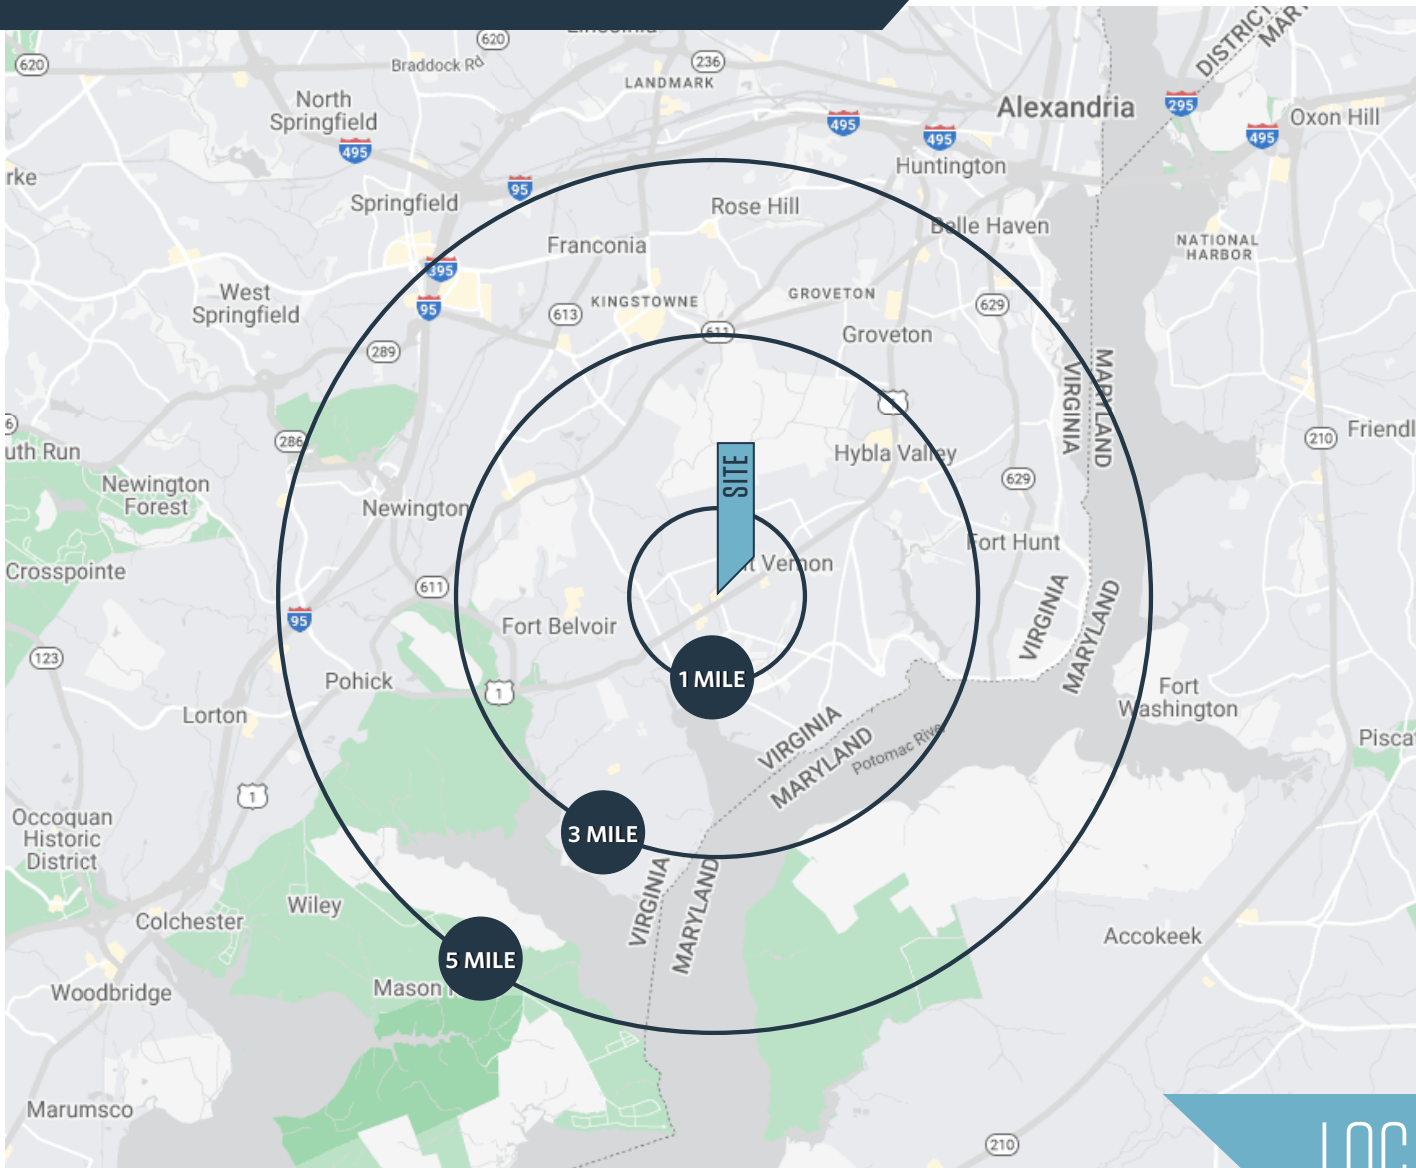 620
Braddock Rd
236
LANDMARK
DISTRICT
620
North
Springfield
495
495
495
Alexandria
295
495
Oxon Hill
Huntington
95
Springfield
Rose Hill
Belle Haven
Franconia
NATIONAL
HARBOR
395
West
Springfield
95
613
KINGSTOWNE
GROVETON
629
611
Groveton
289
VIRGINIA
MARYLAND
1
286
210
Hybla Valley
SITE
629
Newington
Forest
Newington
Fort Hunt
Crosspointe
611
Vernon
95
Fort Belvoir
VIRGINIA
MARYLAND
123
Pohick
1
1 MILE
Fort
Washington
Lorton
VIRGINIA
MARYLAND
Potomac River
1
Occoquan
Historic
District
3 MILE
VIRGINIA
MARYLAND
Wiley
Colchester
5 MILE
Accokeek
Woodbridge
Mason
Marumsco
210